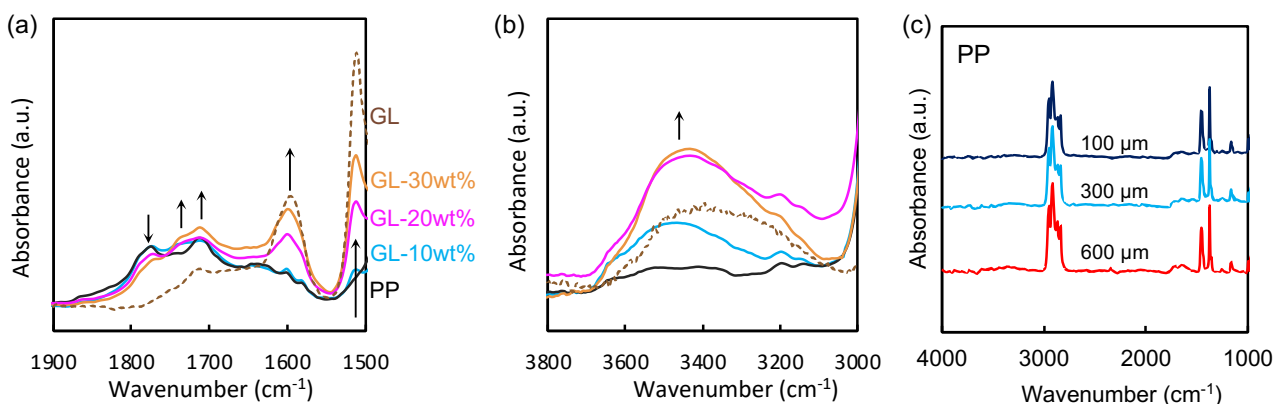 (a)
Absorbance (a.u.)
GL
GL-30wt%
GL-20wt%
GL-10wt%
PP
1900 1800 1700 1600 1500
Wavenumber (cm⁻¹)
(b)
Absorbance (a.u.)
3800 3600 3400 3200 3000
Wavenumber (cm⁻¹)
(c)
PP
Absorbance (a.u.)
100 µm
300 µm
600 µm
4000 3000 2000 1000
Wavenumber (cm⁻¹)